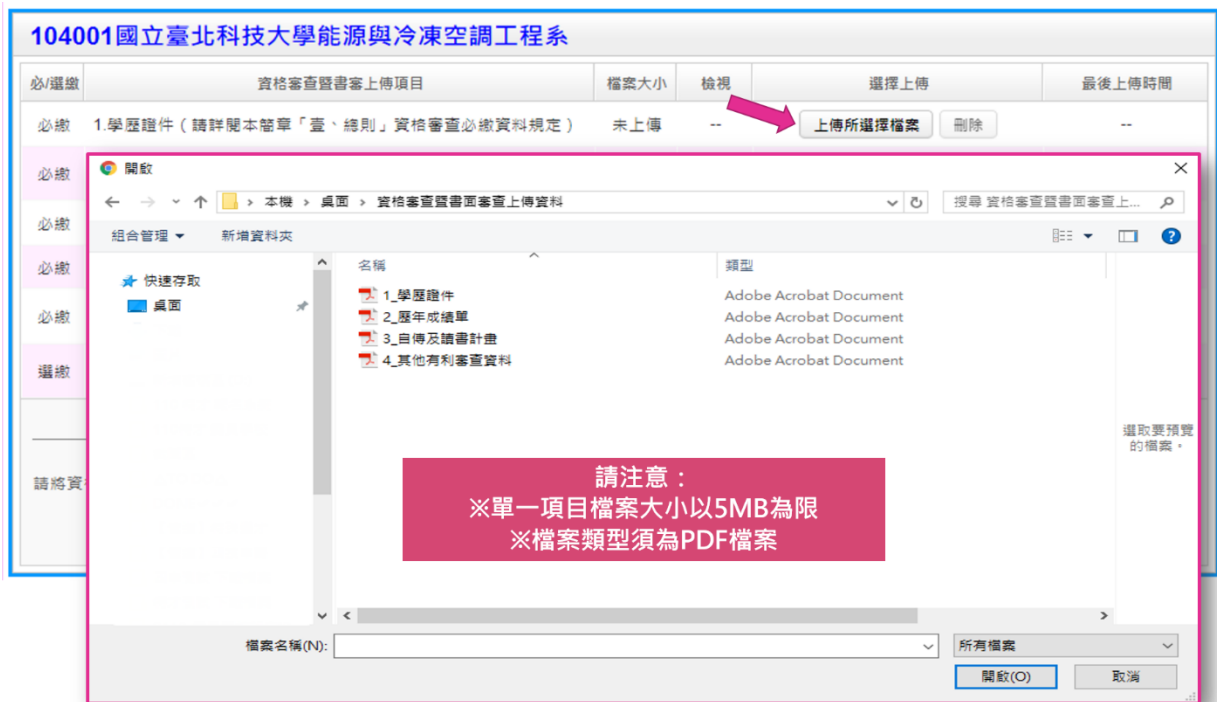 104001國立臺北科技大學能源與冷凍空調工程系
必/選繳 資格審查暨書審上傳項目 檔案大小 檢視 選擇上傳 最後上傳時間
必繳 1.學歷證件（請詳閱本簡章「壹、總則」資格審查必繳資料規定） 未上傳 -- 上傳所選擇檔案 刪除 --
必繳
必繳
必繳
必繳
選繳
請將資
開啟
本機 › 桌面 › 資格審查暨書面審查上傳資料
搜尋 資格審查暨書面審查上...
組合管理 新增資料夾
快速存取
桌面
名稱 類型
1_學歷證件 Adobe Acrobat Document
2_歷年成績單 Adobe Acrobat Document
3_自傳及讀書計畫 Adobe Acrobat Document
4_其他有利審查資料 Adobe Acrobat Document
選取要預覽
的檔案。
請注意：
※單一項目檔案大小以5MB為限
※檔案類型須為PDF檔案
檔案名稱(N): 所有檔案
開啟(O) 取消